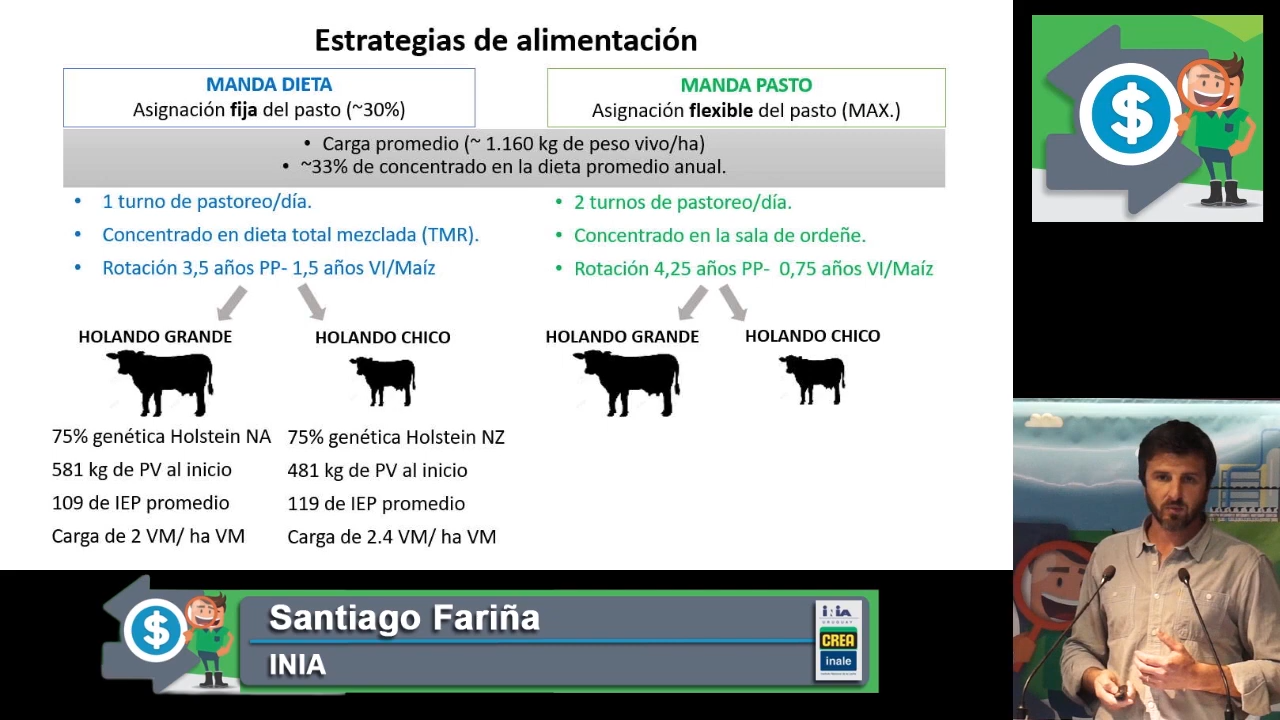 Estrategias de alimentación
MANDA DIETA
Asignación fija del pasto (~30%)
MANDA PASTO
Asignación flexible del pasto (MAX.)
• Carga promedio (~ 1.160 kg de peso vivo/ha)
• ~33% de concentrado en la dieta promedio anual.
• 1 turno de pastoreo/día.
• Concentrado en dieta total mezclada (TMR).
• Rotación 3,5 años PP- 1,5 años VI/Maíz
• 2 turnos de pastoreo/día.
• Concentrado en la sala de ordeñe.
• Rotación 4,25 años PP- 0,75 años VI/Maíz
HOLANDO GRANDE
HOLANDO CHICO
HOLANDO GRANDE
HOLANDO CHICO
75% genética Holstein NA
581 kg de PV al inicio
109 de IEP promedio
Carga de 2 VM/ ha VM
75% genética Holstein NZ
481 kg de PV al inicio
119 de IEP promedio
Carga de 2.4 VM/ ha VM
$
$
Santiago Fariña
INIA
inia
URUGUAY
CREA
inale